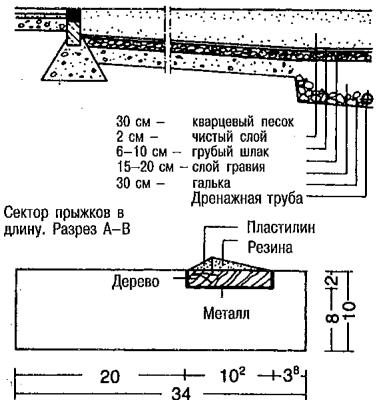 30 см – кварцевый песок
2 см – чистый слой
6–10 см – грубый шлак
15–20 см – слой гравия
30 см – галька
Дренажная труба
Сектор прыжков в
длину. Разрез А–В
Пластилин
Резина
Дерево
Металл
2
8
10
20
10²
3⁸
34